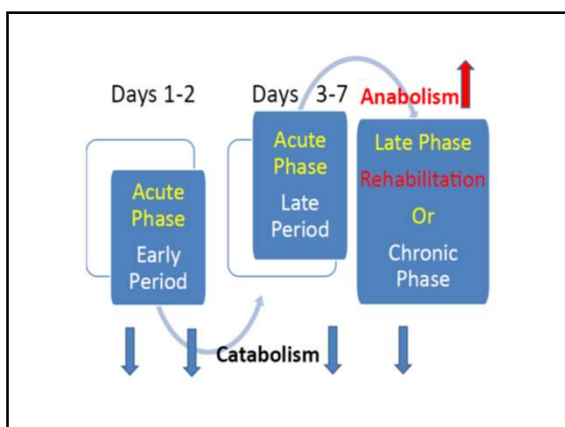 Days 1-2
Days 3-7
Anabolism
Acute
Phase
Early
Period
Acute
Phase
Late
Period
Late Phase
Rehabilitation
Or
Chronic
Phase
Catabolism